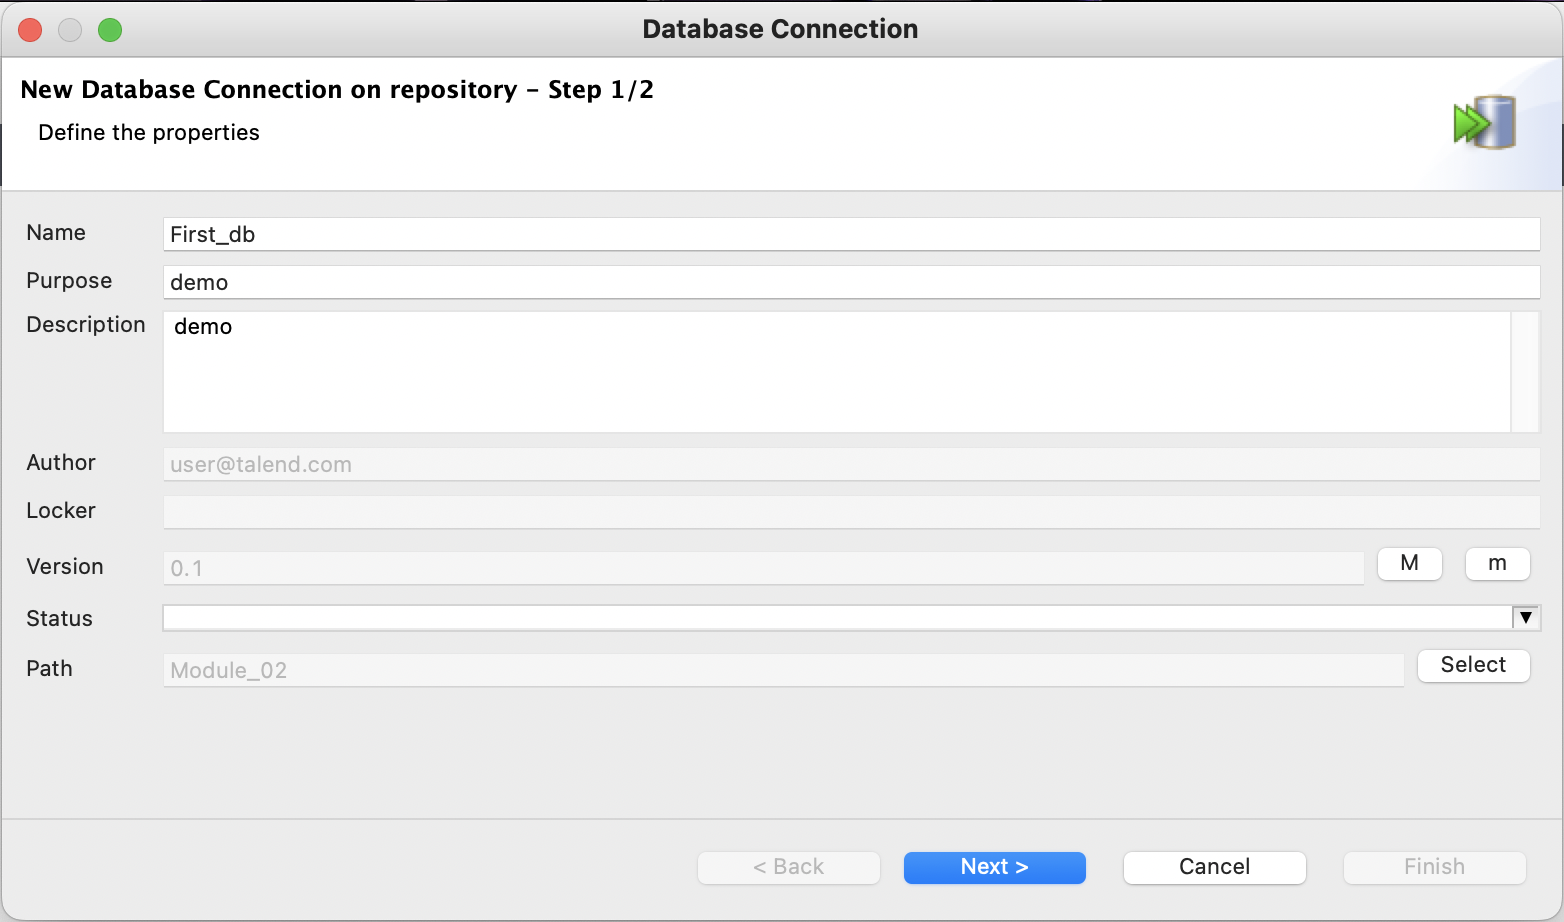 Database Connection
New Database Connection on repository – Step 1/2
Define the properties
Name First_db
Purpose demo
Description demo
Author user@talend.com
Locker
Version 0.1 M m
Status
Path Module_02 Select
< Back Next > Cancel Finish